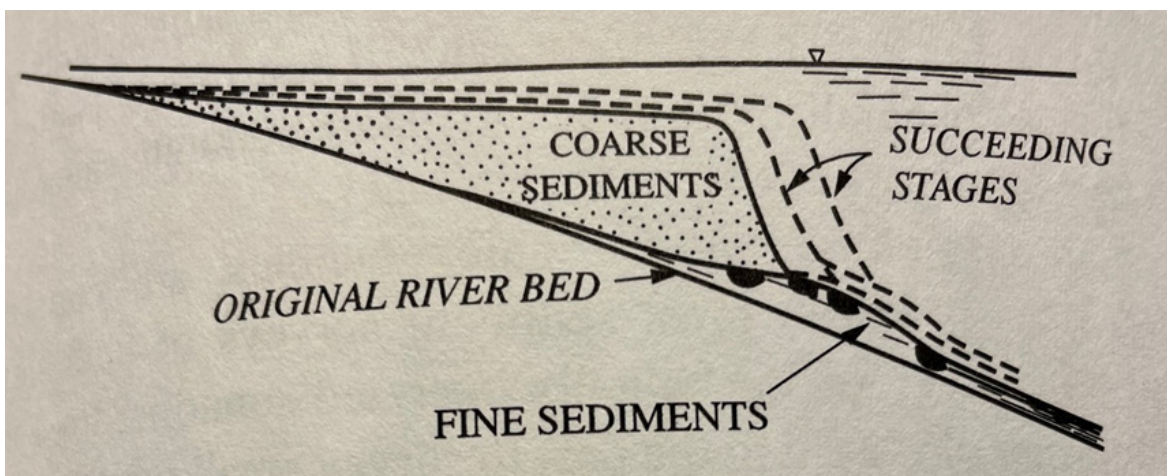 COARSE
SEDIMENTS
SUCCEEDING
STAGES
ORIGINAL RIVER BED
FINE SEDIMENTS